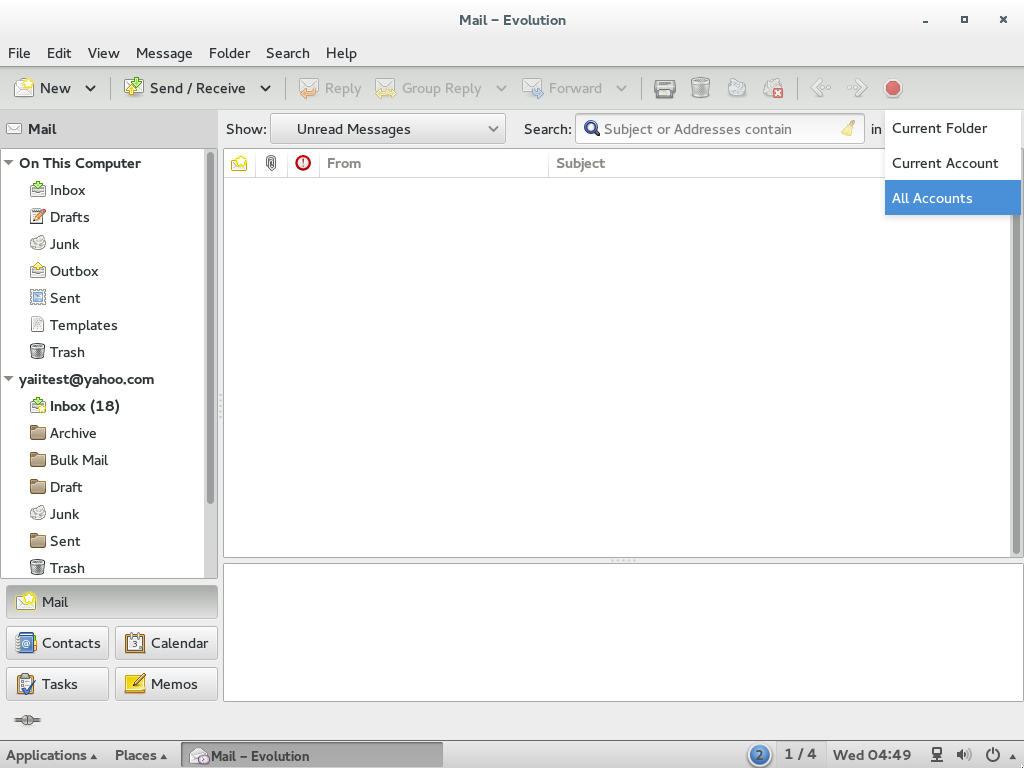 Mail – Evolution
File Edit View Message Folder Search Help
New Send / Receive Reply Group Reply Forward
Mail Show: Unread Messages Search: Subject or Addresses contain in
Current Folder
Current Account
All Accounts
From Subject
On This Computer
Inbox
Drafts
Junk
Outbox
Sent
Templates
Trash
yaiitest@yahoo.com
Inbox (18)
Archive
Bulk Mail
Draft
Junk
Sent
Trash
Mail
Contacts Calendar
Tasks Memos
Applications Places Mail – Evolution 2 1 / 4 Wed 04:49